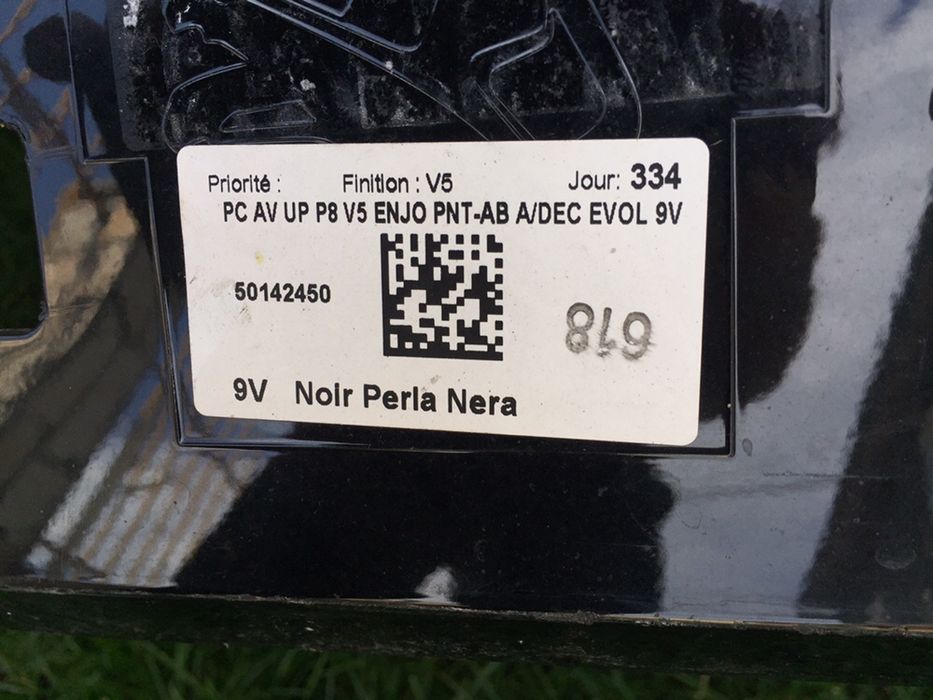 Priorité : Finition : V5 Jour: 334
PC AV UP P8 V5 ENJO PNT-AB A/DEC EVOL 9V
50142450
819
9V Noir Perla Nera